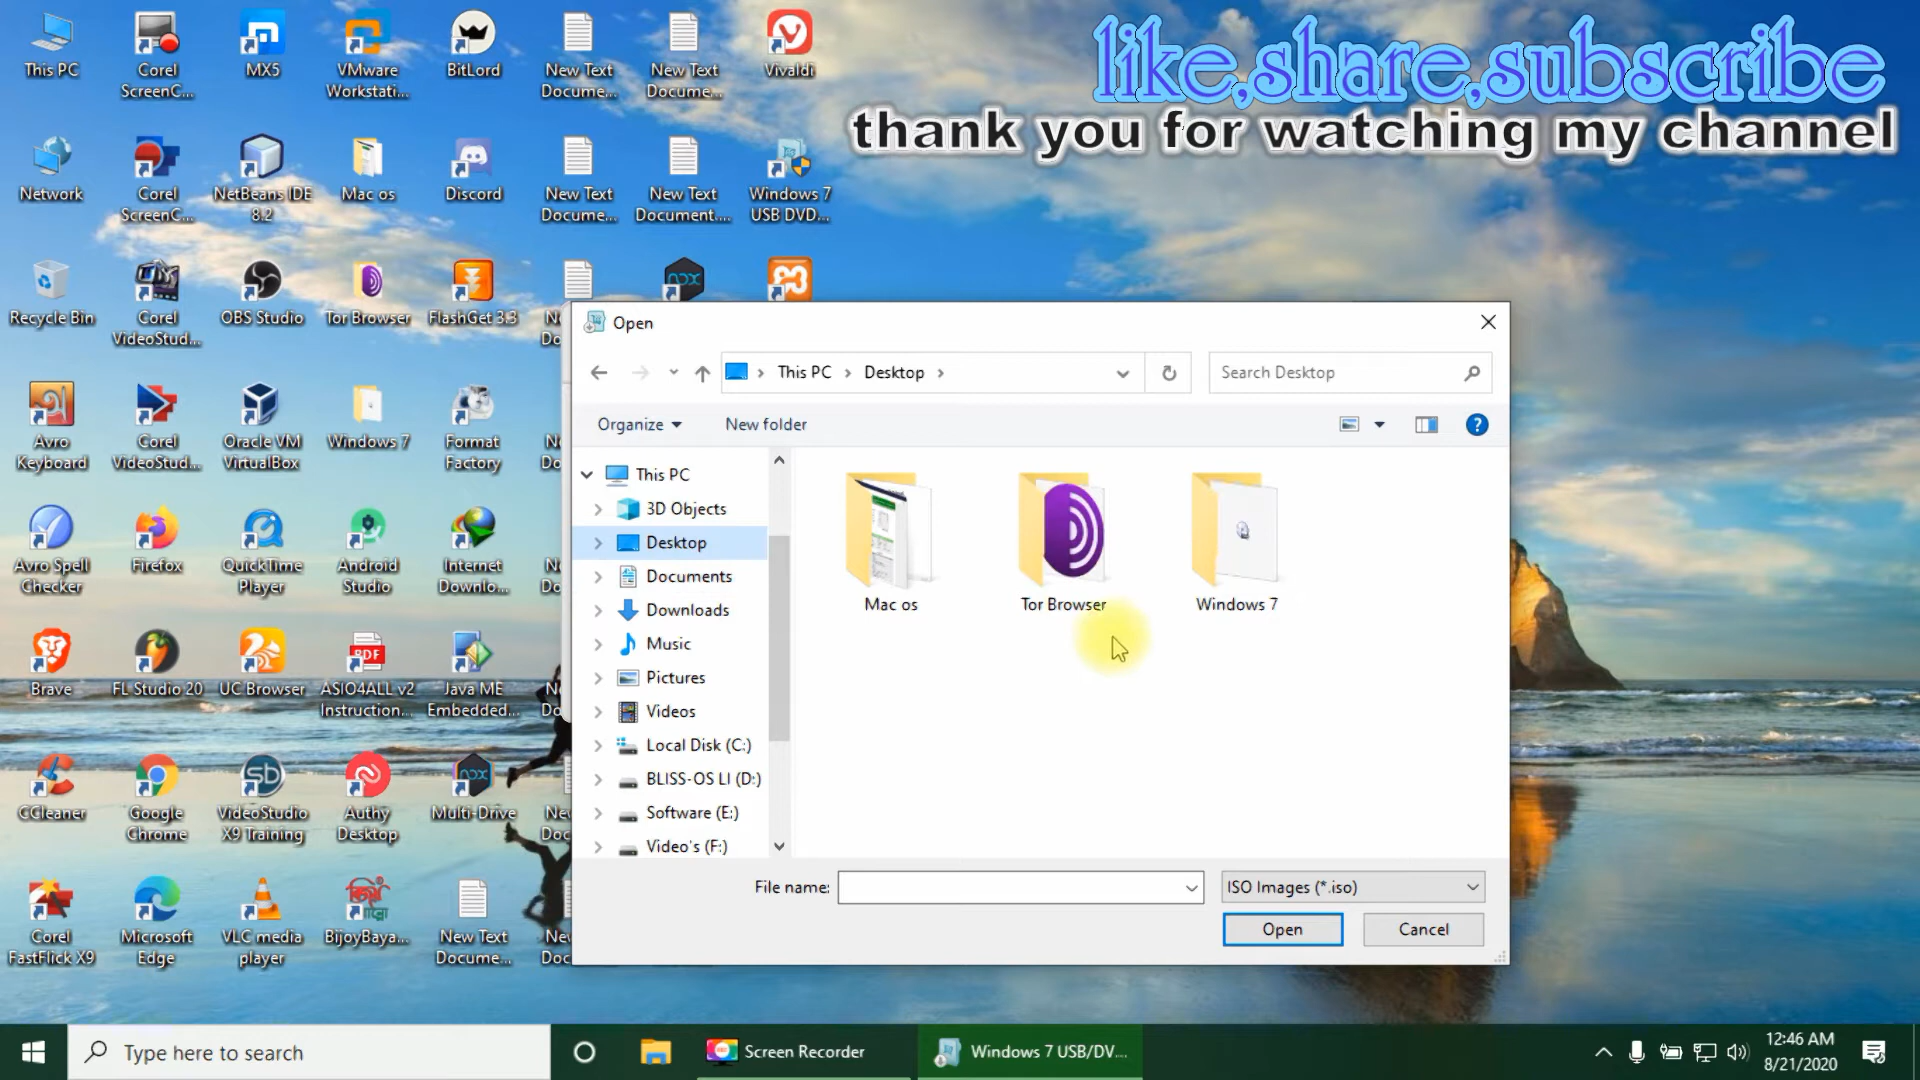 like,share,subscribe
thank you for watching my channel
This PC
Corel
ScreenC...
MX5
VMware
Workstati...
BitLord
New Text
Docume...
New Text
Docume...
Vivaldi
Network
Corel
ScreenC...
NetBeans IDE
8.2
Mac os
Discord
New Text
Docume...
New Text
Document....
Windows 7
USB DVD...
Recycle Bin
Corel
VideoStud...
OBS Studio
Tor Browser
FlashGet 3.3
Avro
Keyboard
Corel
VideoStud...
Oracle VM
VirtualBox
Windows 7
Format
Factory
Avro Spell
Checker
Firefox
QuickTime
Player
Android
Studio
Internet
Downlo...
Brave
FL Studio 20
UC Browser
PDF
ASIO4ALL v2
Instruction...
Java ME
Embedded...
CCleaner
Google
Chrome
VideoStudio
X9 Training
Authy
Desktop
Multi-Drive
Corel
FastFlick X9
Microsoft
Edge
VLC media
player
BijoyBaya...
New Text
Docume...
Open
This PC > Desktop >
Search Desktop
Organize
New folder
This PC
3D Objects
Desktop
Documents
Downloads
Music
Pictures
Videos
Local Disk (C:)
BLISS-OS LI (D:)
Software (E:)
Video's (F:)
Mac os
Tor Browser
Windows 7
File name:
ISO Images (*.iso)
Open
Cancel
Type here to search
Screen Recorder
Windows 7 USB/DV...
12:46 AM
8/21/2020